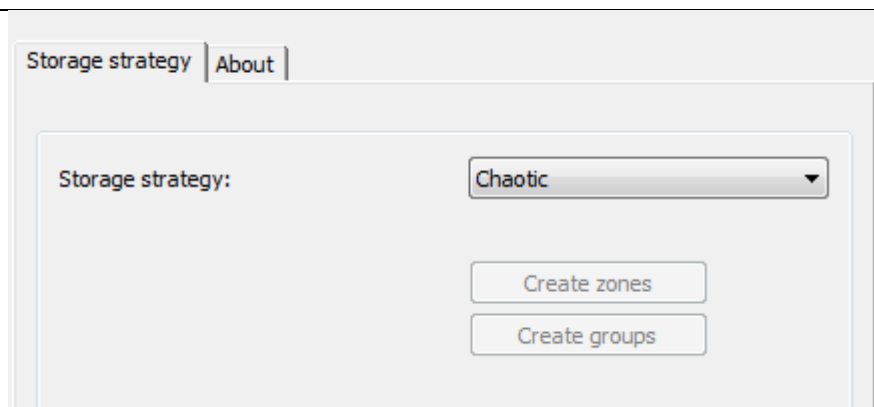 Storage strategy About
Storage strategy: Chaotic
Create zones
Create groups